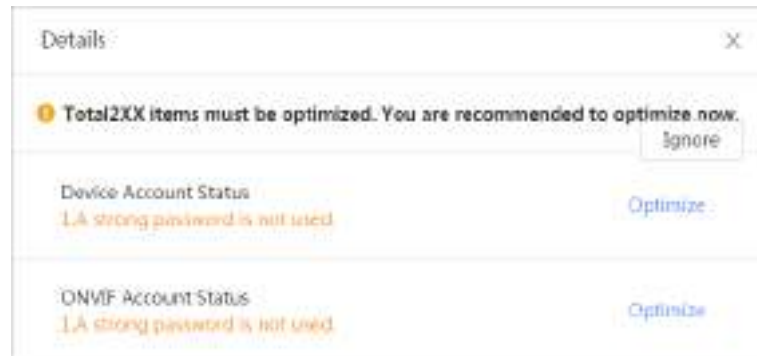 Details
Total2XX items must be optimized. You are recommended to optimize now.
Ignore
Device Account Status
1.A strong password is not used.
Optimize
ONVIF Account Status
1.A strong password is not used.
Optimize